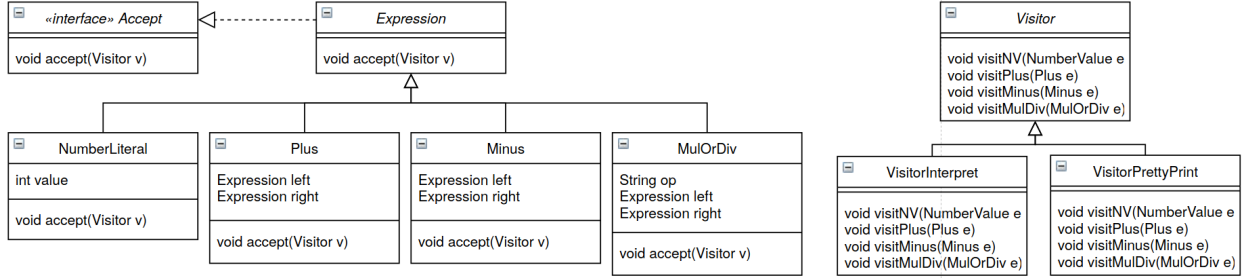 «interface» Accept
void accept(Visitor v)
Expression
void accept(Visitor v)
NumberLiteral
int value
void accept(Visitor v)
Plus
Expression left
Expression right
void accept(Visitor v)
Minus
Expression left
Expression right
void accept(Visitor v)
MulOrDiv
String op
Expression left
Expression right
void accept(Visitor v)
Visitor
void visitNV(NumberValue e
void visitPlus(Plus e)
void visitMinus(Minus e)
void visitMulDiv(MulOrDiv e)
VisitorInterpret
void visitNV(NumberValue e
void visitPlus(Plus e)
void visitMinus(Minus e)
void visitMulDiv(MulOrDiv e)
VisitorPrettyPrint
void visitNV(NumberValue e
void visitPlus(Plus e)
void visitMinus(Minus e)
void visitMulDiv(MulOrDiv e)